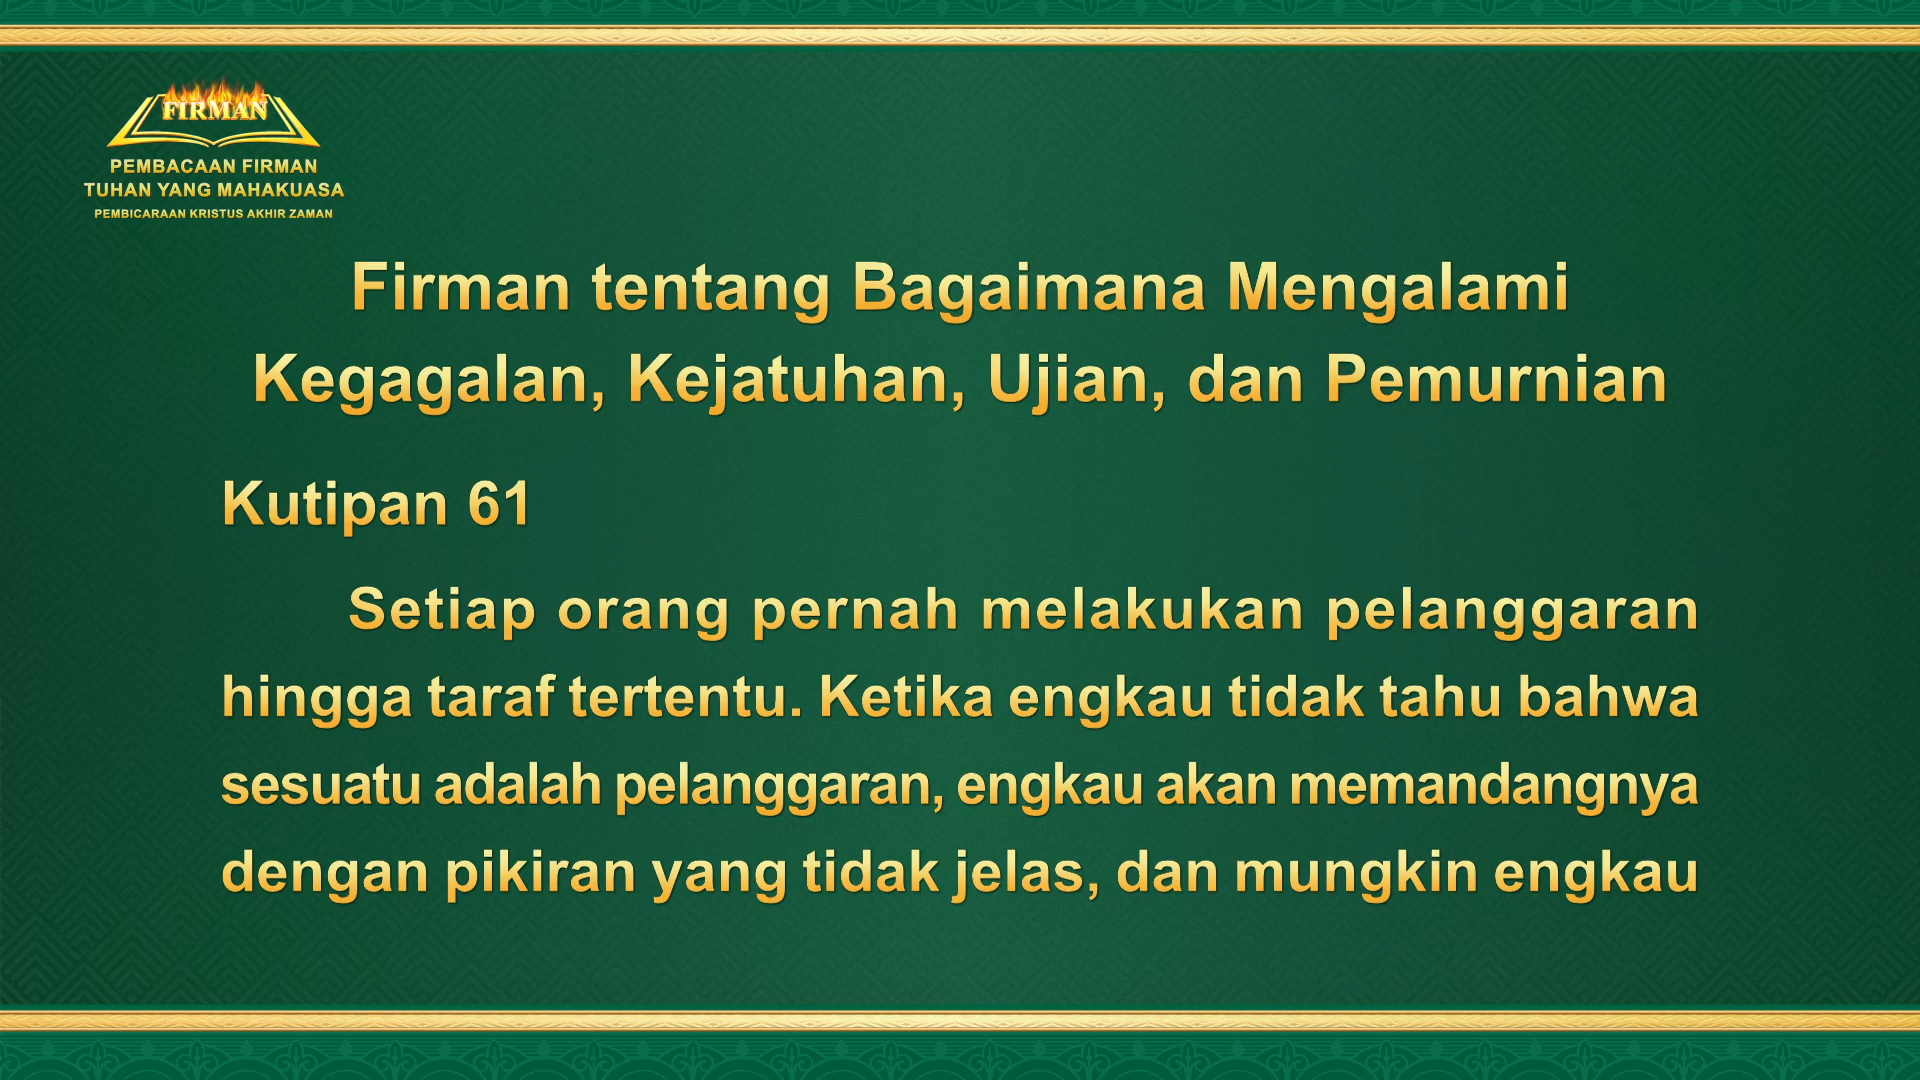 FIRMAN
PEMBACAAN FIRMAN
TUHAN YANG MAHAKUASA
PEMBICARAAN KRISTUS AKHIR ZAMAN
Firman tentang Bagaimana Mengalami
Kegagalan, Kejatuhan, Ujian, dan Pemurnian
Kutipan 61
Setiap orang pernah melakukan pelanggaran
hingga taraf tertentu. Ketika engkau tidak tahu bahwa
sesuatu adalah pelanggaran, engkau akan memandangnya
dengan pikiran yang tidak jelas, dan mungkin engkau